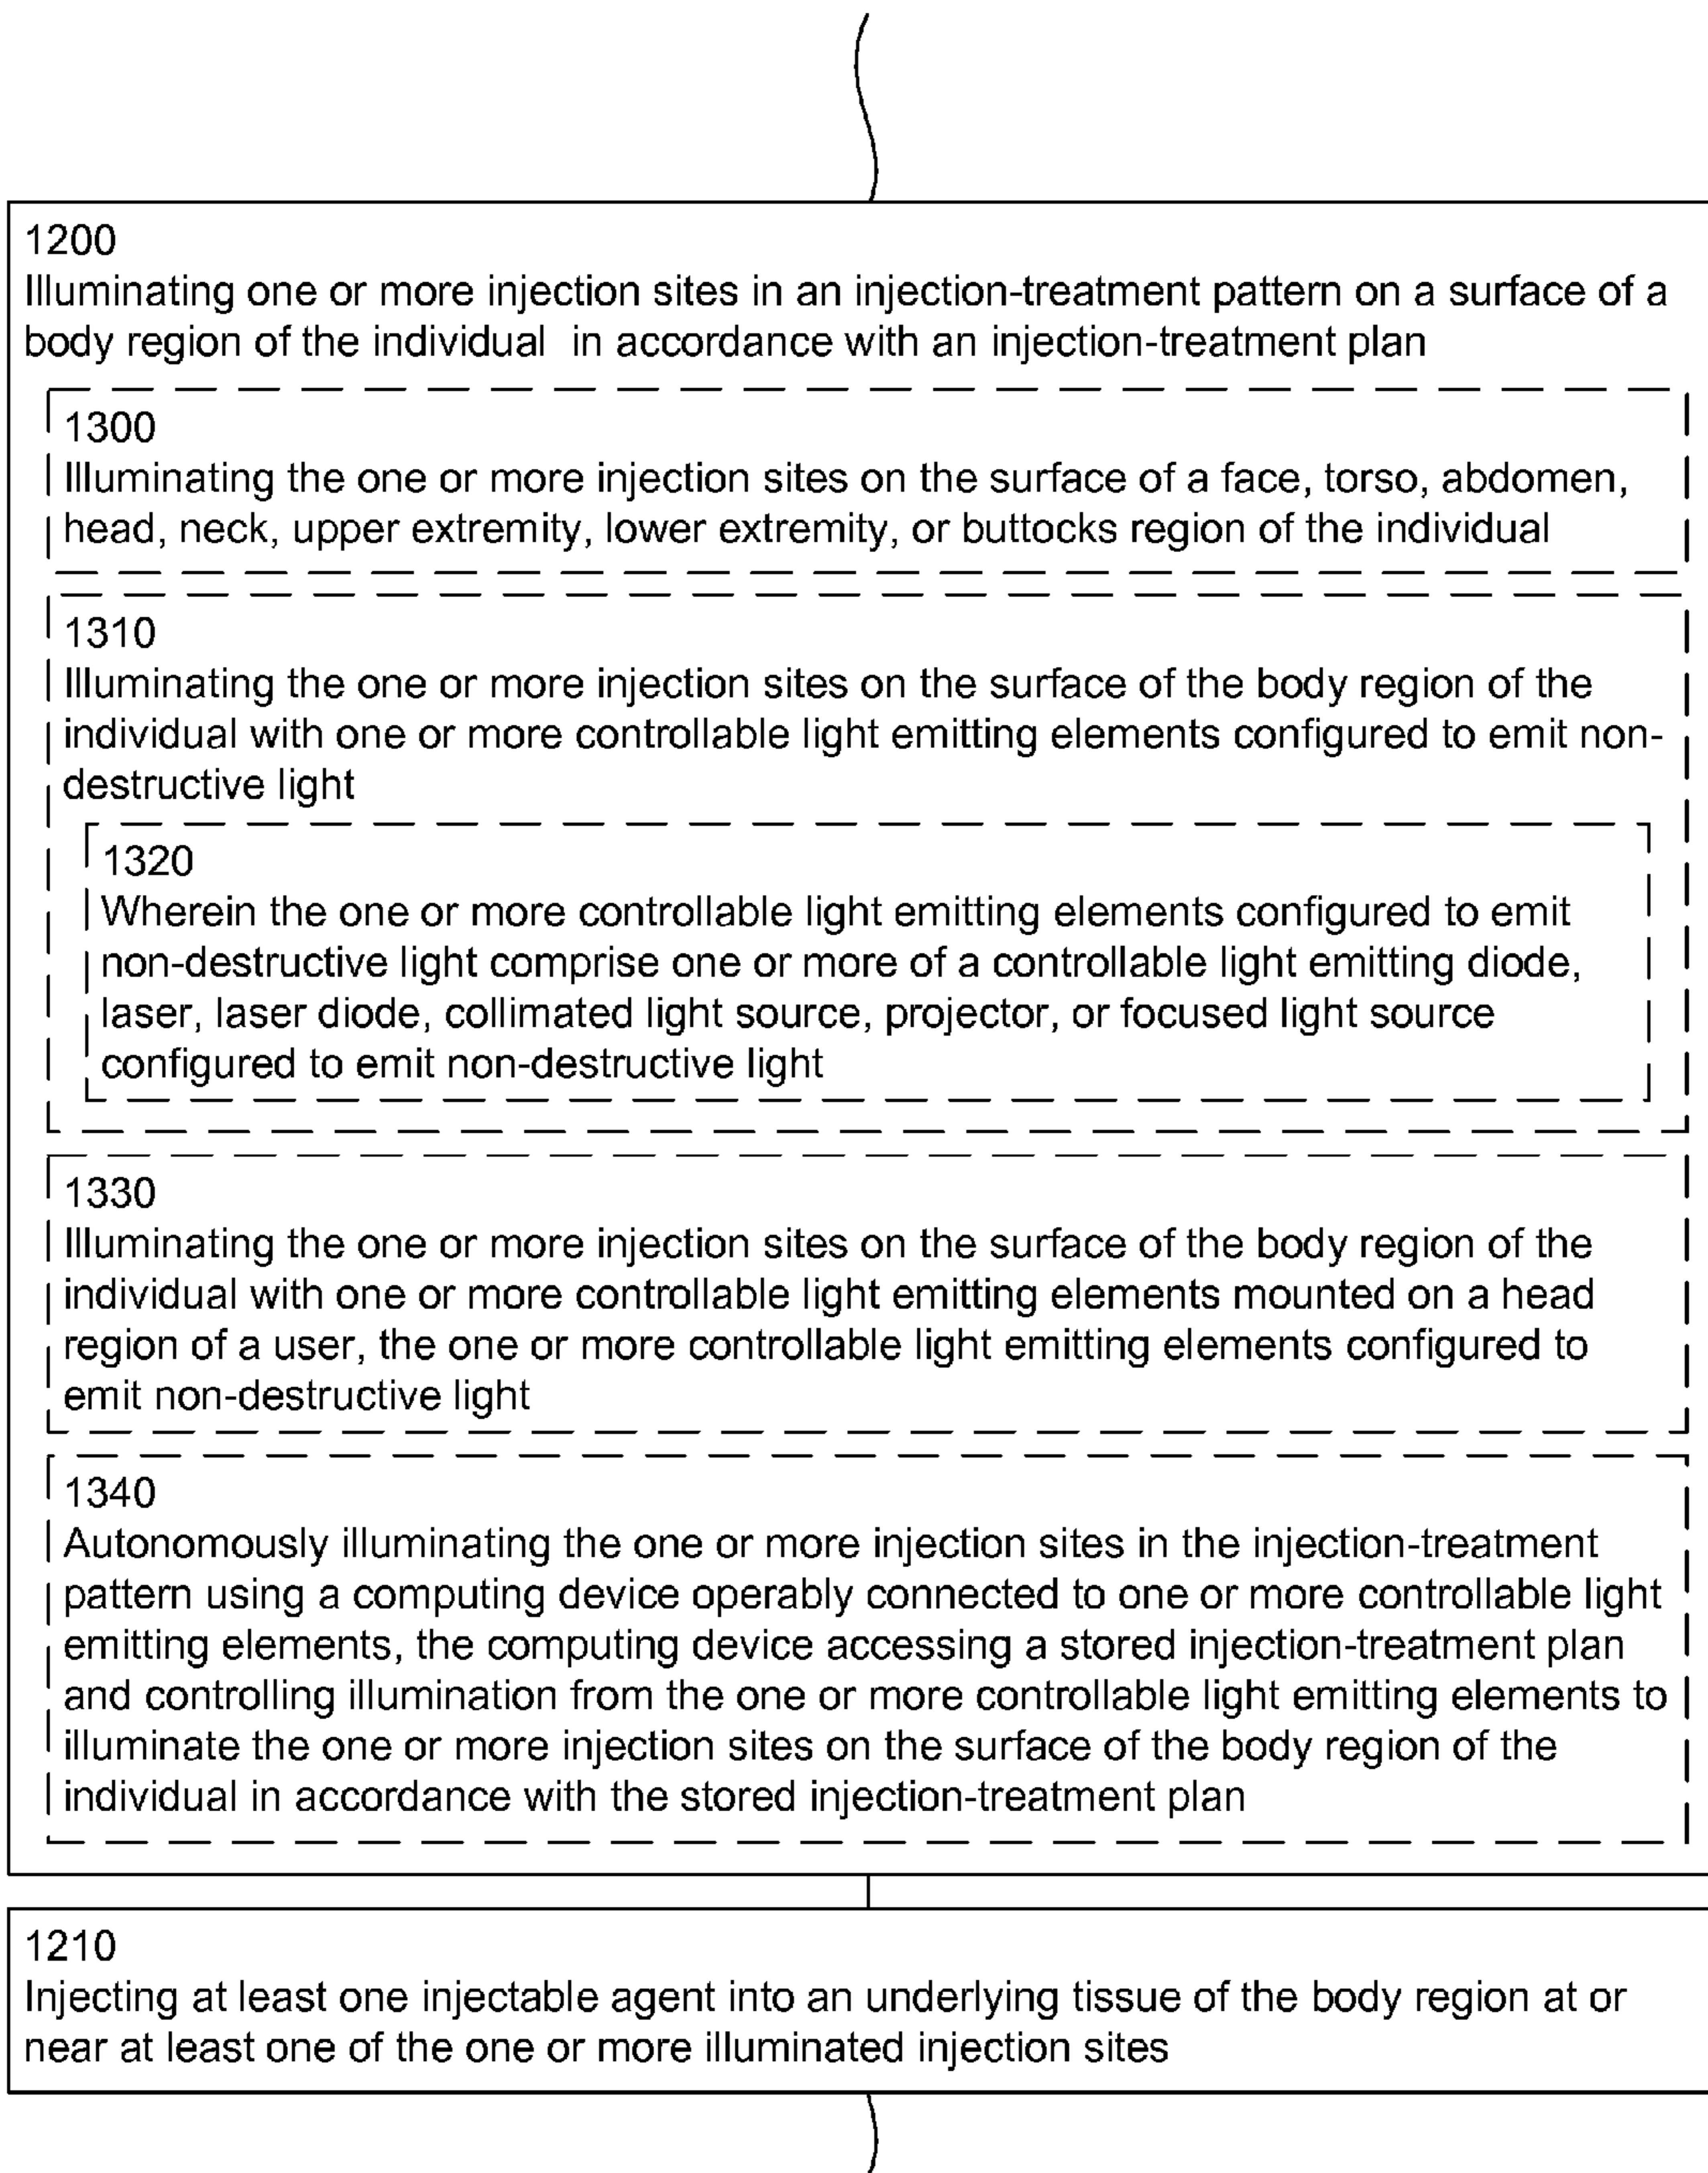 1200
Illuminating one or more injection sites in an injection-treatment pattern on a surface of a
body region of the individual  in accordance with an injection-treatment plan
1300
Illuminating the one or more injection sites on the surface of a face, torso, abdomen,
head, neck, upper extremity, lower extremity, or buttocks region of the individual
1310
Illuminating the one or more injection sites on the surface of the body region of the
individual with one or more controllable light emitting elements configured to emit non-
destructive light
1320
Wherein the one or more controllable light emitting elements configured to emit
non-destructive light comprise one or more of a controllable light emitting diode,
laser, laser diode, collimated light source, projector, or focused light source
configured to emit non-destructive light
1330
Illuminating the one or more injection sites on the surface of the body region of the
individual with one or more controllable light emitting elements mounted on a head
region of a user, the one or more controllable light emitting elements configured to
emit non-destructive light
1340
Autonomously illuminating the one or more injection sites in the injection-treatment
pattern using a computing device operably connected to one or more controllable light
emitting elements, the computing device accessing a stored injection-treatment plan
and controlling illumination from the one or more controllable light emitting elements to
illuminate the one or more injection sites on the surface of the body region of the
individual in accordance with the stored injection-treatment plan
1210
Injecting at least one injectable agent into an underlying tissue of the body region at or
near at least one of the one or more illuminated injection sites